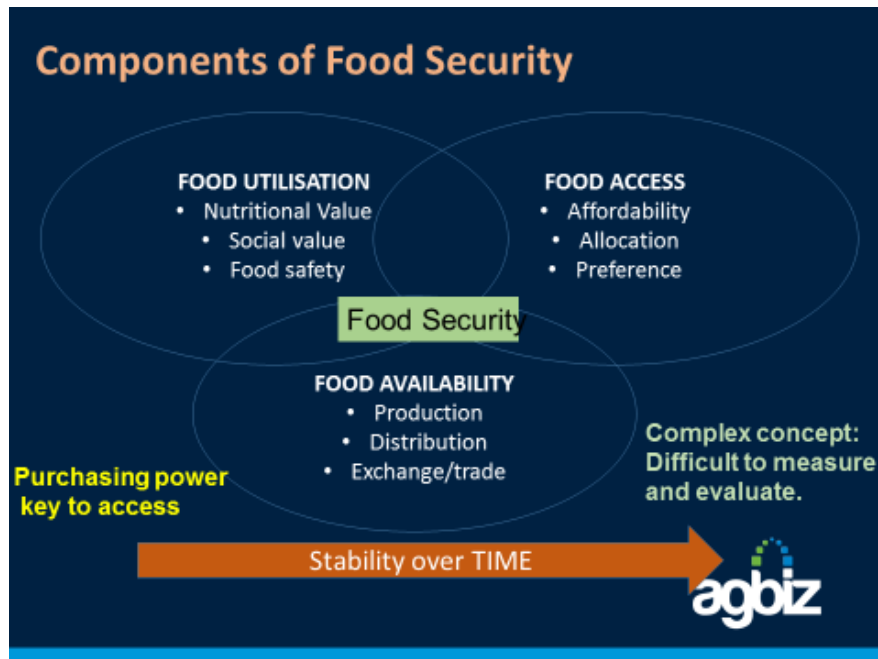 Components of Food Security
FOOD UTILISATION
• Nutritional Value
• Social value
• Food safety
FOOD ACCESS
• Affordability
• Allocation
• Preference
Food Security
FOOD AVAILABILITY
• Production
• Distribution
• Exchange/trade
Purchasing power
key to access
Complex concept:
Difficult to measure
and evaluate.
Stability over TIME
agbiz